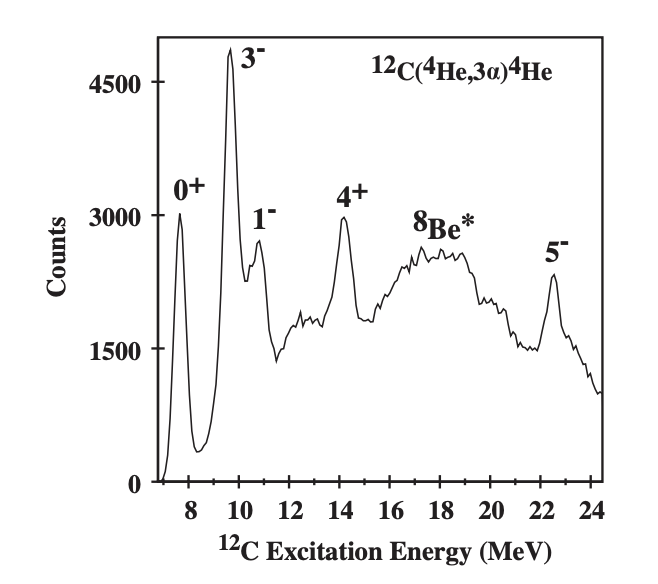 3⁻
¹²C(⁴He,3α)⁴He
4500
0⁺
4⁺
3000
1⁻
⁸Be*
5⁻
Counts
1500
0
8 10 12 14 16 18 20 22 24
¹²C Excitation Energy (MeV)